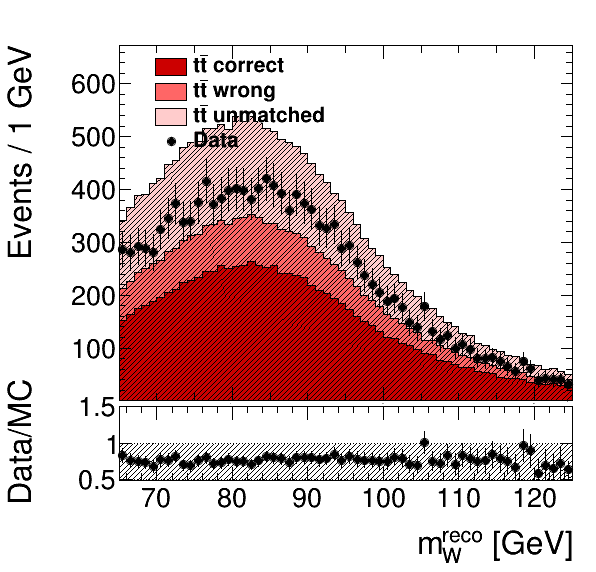 Events / 1 GeV
600
500
400
300
200
100
tt̄ correct
tt̄ wrong
tt̄ unmatched
Data
Data/MC
1.5
1
0.5
70 80 90 100 110 120
m_W^reco [GeV]